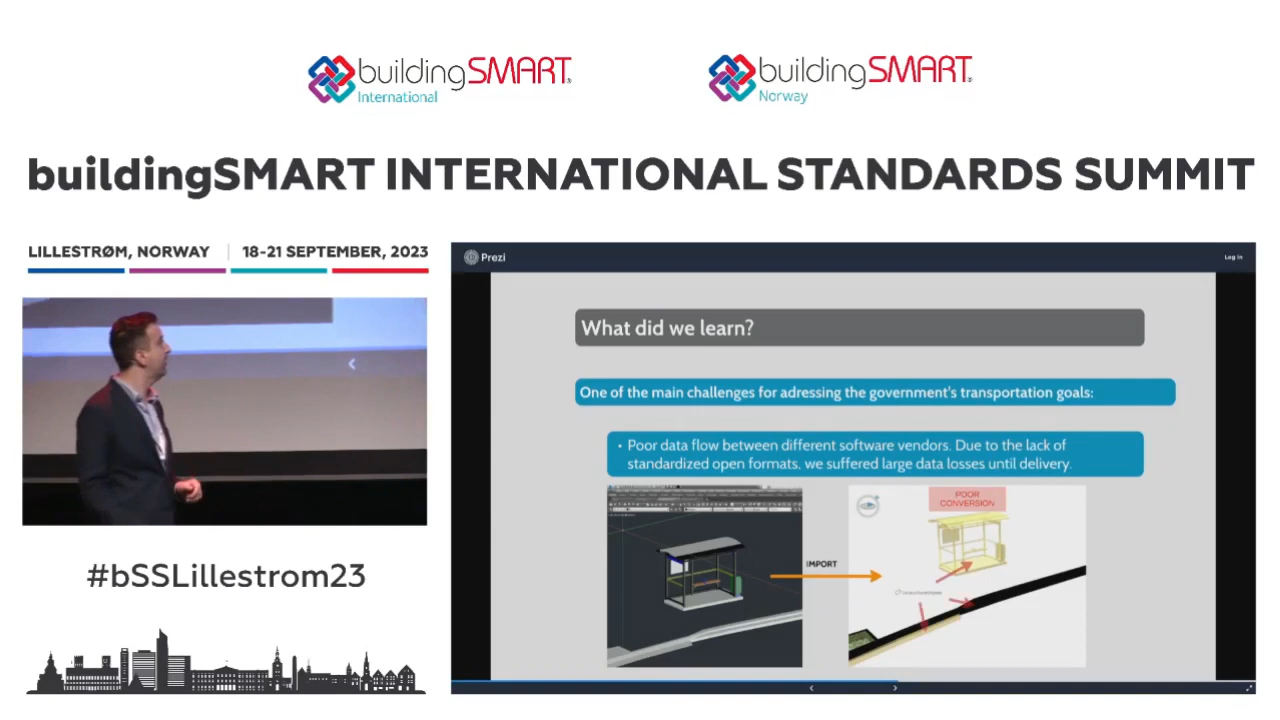 buildingSMART
International
buildingSMART
Norway
buildingSMART INTERNATIONAL STANDARDS SUMMIT
LILLESTRØM, NORWAY | 18-21 SEPTEMBER, 2023
Prezi
Log in
What did we learn?
One of the main challenges for adressing the government's transportation goals:
• Poor data flow between different software vendors. Due to the lack of
standardized open formats, we suffered large data losses until delivery.
POOR
CONVERSION
IMPORT
#bSSLillestrom23